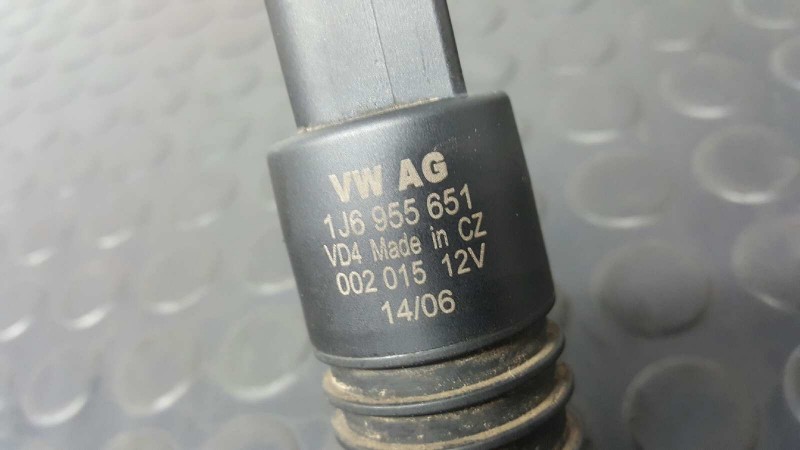 VW AG
1J6 955 651
VD4 Made in CZ
002 015 12V
14/06